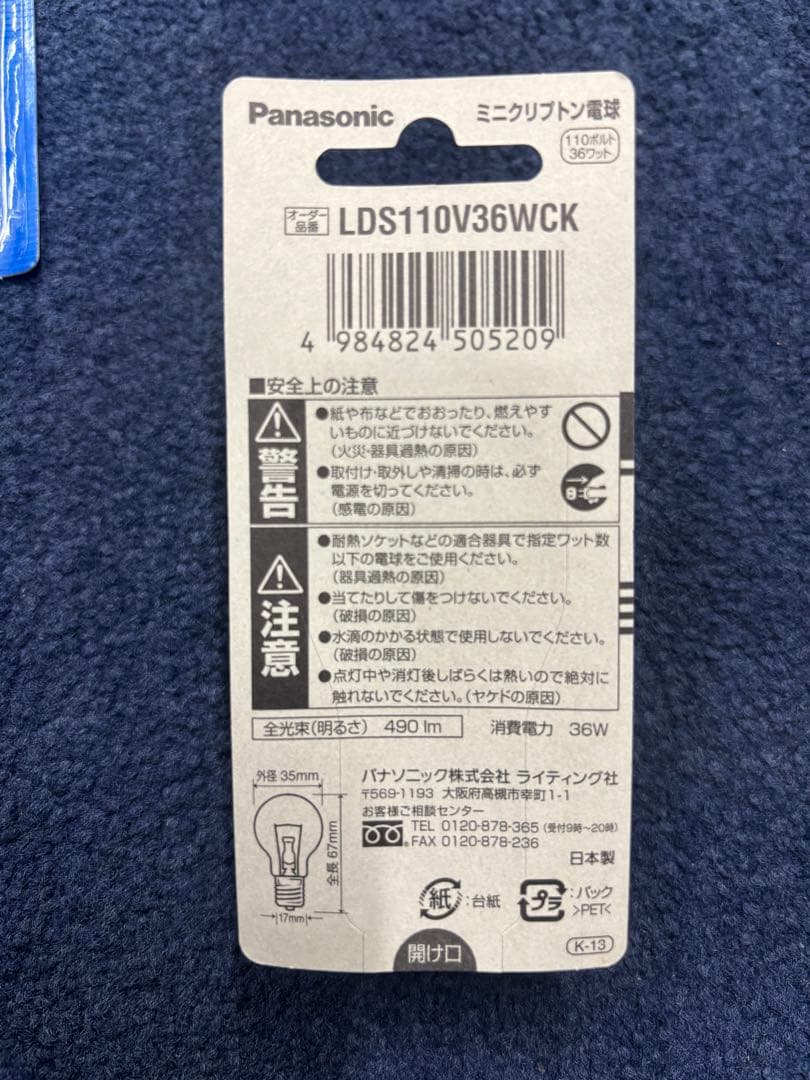 Panasonic
ミニクリプトン電球
110ボルト
36ワット
オーダー
品番
LDS110V36WCK
4 984824 505209
■安全上の注意
警告
●紙や布などでおおったり、燃えやす
いものに近づけないでください。
(火災・器具過熱の原因)
●取付け・取外しや清掃の時は、必ず
電源を切ってください。
(感電の原因)
注意
●耐熱ソケットなどの適合器具で指定ワット数
以下の電球をご使用ください。
(器具過熱の原因)
●当てたりして傷をつけないでください。
(破損の原因)
●水滴のかかる状態で使用しないでください。
(破損の原因)
●点灯中や消灯後しばらくは熱いので絶対に
触れないでください。(ヤケドの原因)
全光束(明るさ) 490 lm
消費電力 36W
外径 35mm
全長 67mm
17mm
パナソニック株式会社 ライティング社
〒569-1193 大阪府高槻市幸町1-1
お客様ご相談センター
TEL 0120-878-365 (受付9時~20時)
FAX 0120-878-236
日本製
紙 :台紙
プラ :パック
>PET<
開け口
K-13